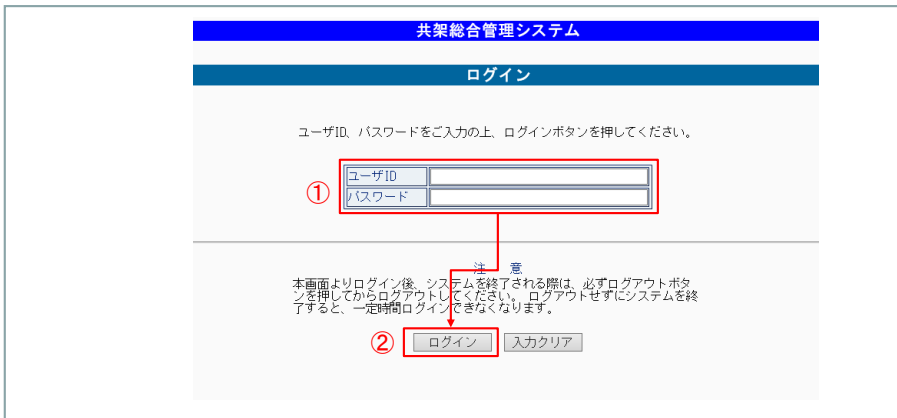 共架総合管理システム
ログイン
ユーザID、パスワードをご入力の上、ログインボタンを押してください。
① ユーザID
パスワード
注　意
本画面よりログイン後、システムを終了される際は、必ずログアウトボタ
ンを押してからログアウトしてください。 ログアウトせずにシステムを終
了すると、一定時間ログインできなくなります。
② ログイン 入力クリア